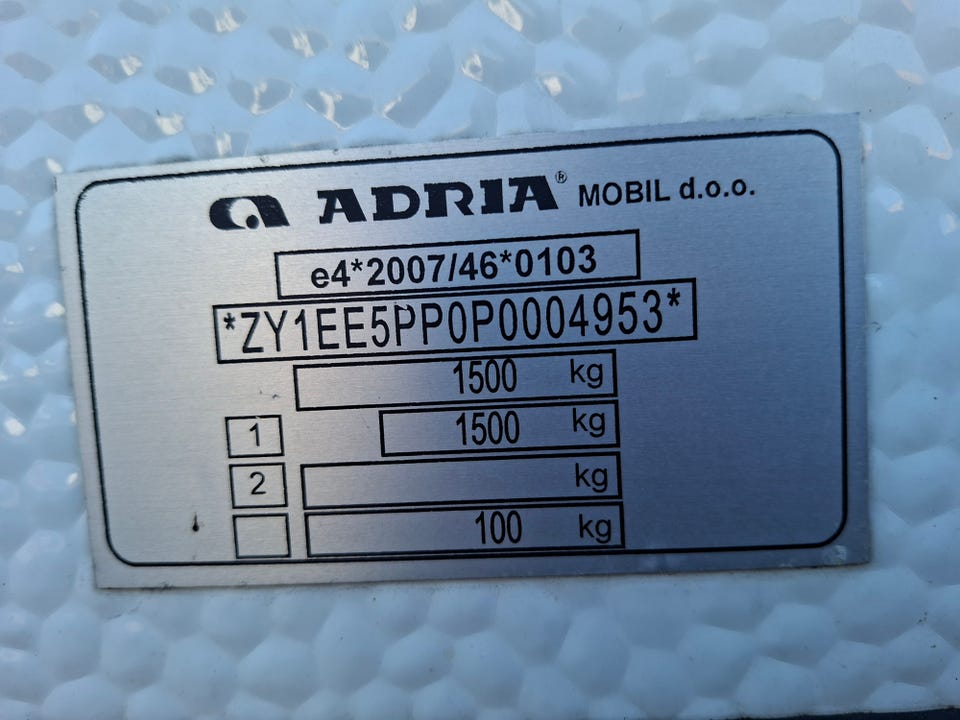 ADRIA® MOBIL d.o.o.
e4*2007/46*0103
*ZY1EE5PP0P0004953*
1500 kg
1 1500 kg
2 kg
100 kg